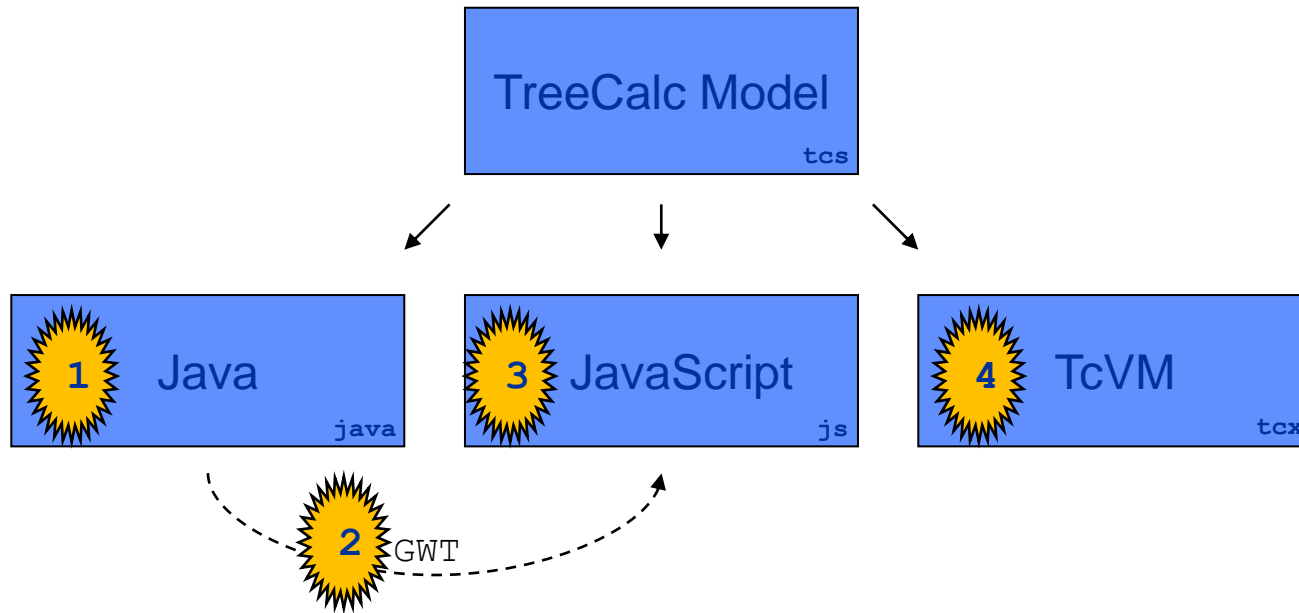 TreeCalc Model
tcs
1 Java
java
3 JavaScript
js
4 TcVM
tcx
2 GWT